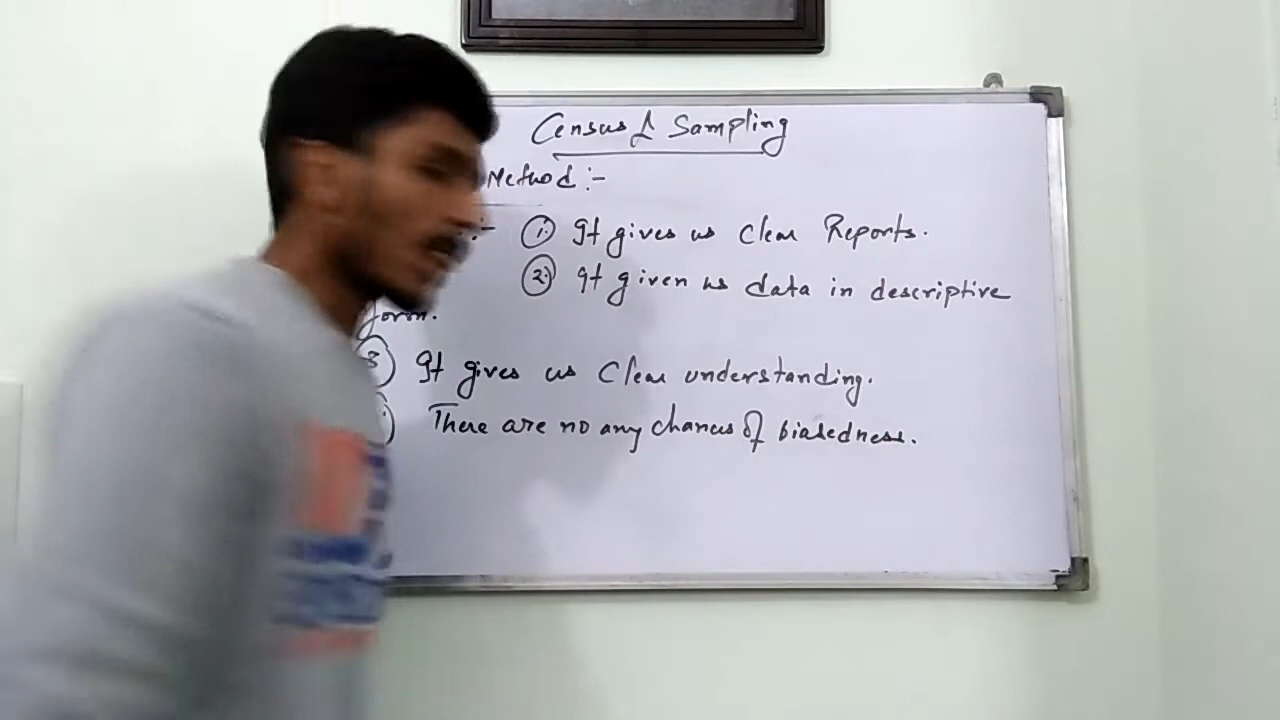 Census & Sampling
Method :-
:- 1. It gives us Clear Reports.
2. It given us data in descriptive
form.
3 It gives us Clear understanding.
There are no any chances of biasedness.